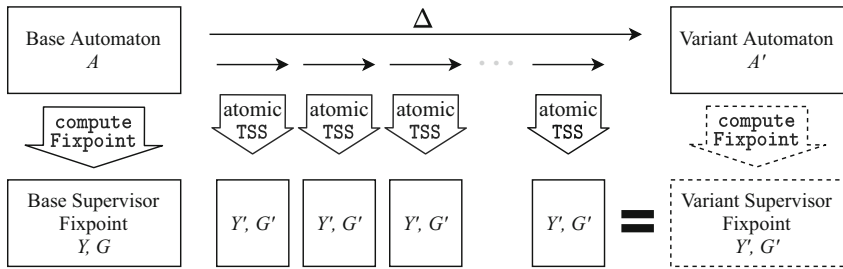 Δ
Base Automaton
A
Variant Automaton
A'
compute
Fixpoint
atomic
TSS
atomic
TSS
atomic
TSS
atomic
TSS
compute
Fixpoint
Base Supervisor
Fixpoint
Y, G
Y', G'
Y', G'
Y', G'
Y', G'
=
Variant Supervisor
Fixpoint
Y', G'